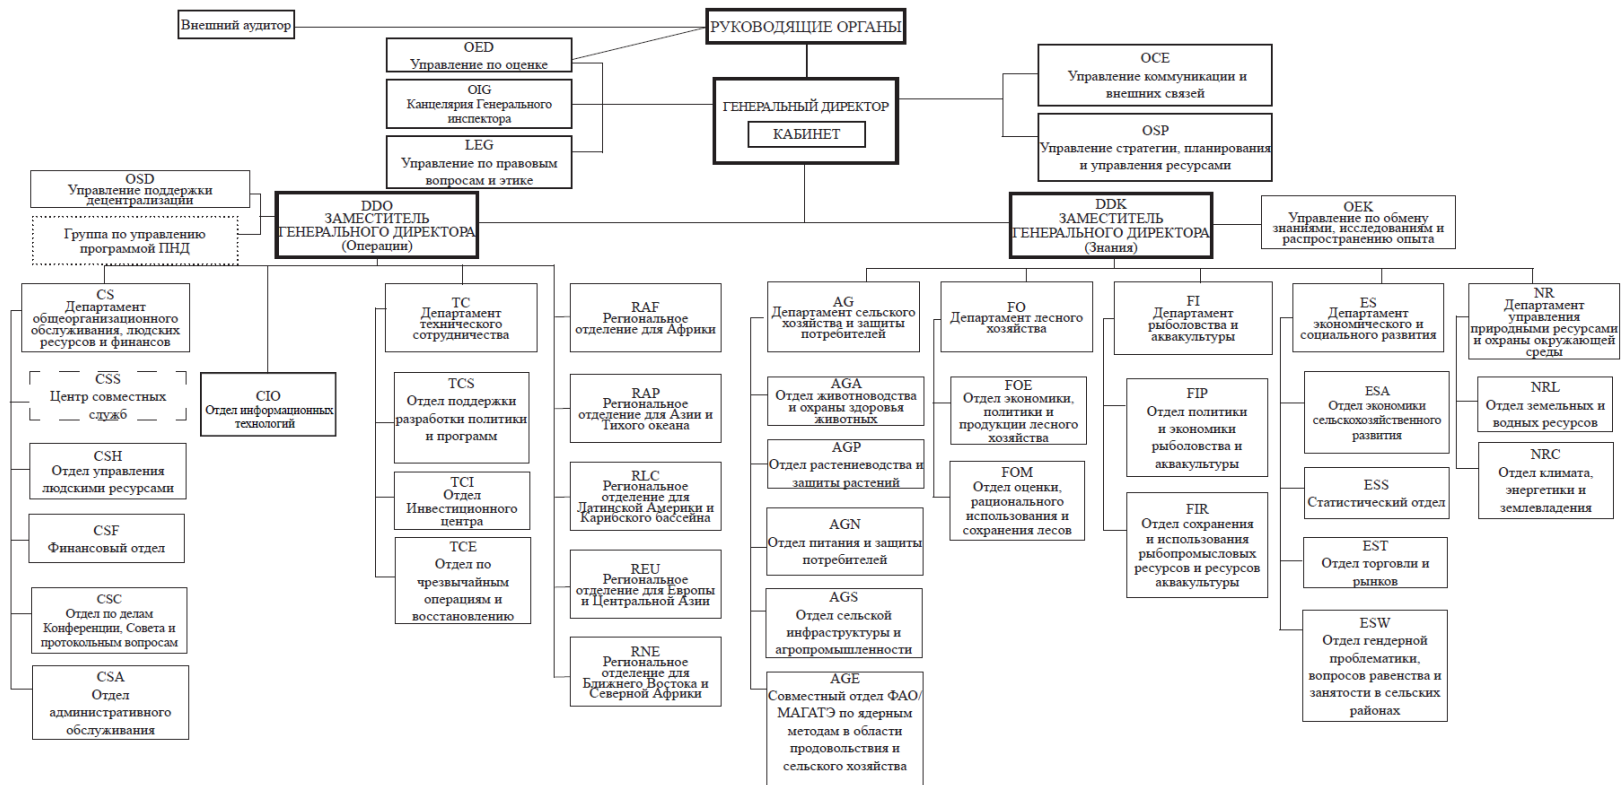 Внешний аудитор
РУКОВОДЯЩИЕ ОРГАНЫ
OED
Управление по оценке
OIG
Канцелярия Генерального
инспектора
LEG
Управление по правовым
вопросам и этике
ГЕНЕРАЛЬНЫЙ ДИРЕКТОР
КАБИНЕТ
OCE
Управление коммуникации и
внешних связей
OSP
Управление стратегии, планирования
и управления ресурсами
OSD
Управление поддержки
децентрализации
Группа по управлению
программой ПНД
DDO
ЗАМЕСТИТЕЛЬ
ГЕНЕРАЛЬНОГО ДИРЕКТОРА
(Операции)
DDK
ЗАМЕСТИТЕЛЬ
ГЕНЕРАЛЬНОГО ДИРЕКТОРА
(Знания)
OEK
Управление по обмену
знаниями, исследованиям и
распространению опыта
CS
Департамент
общеорганизационного
обслуживания, людских
ресурсов и финансов
CSS
Центр совместных
служб
CSH
Отдел управления
людскими ресурсами
CSF
Финансовый отдел
CSC
Отдел по делам
Конференции, Совета и
протокольным вопросам
CSA
Отдел
административного
обслуживания
CIO
Отдел информационных
технологий
TC
Департамент
технического
сотрудничества
TCS
Отдел поддержки
разработки политики
и программ
TCI
Отдел
Инвестиционного
центра
TCE
Отдел по
чрезвычайным
операциям и
восстановлению
RAF
Региональное
отделение для Африки
RAP
Региональное
отделение для Азии и
Тихого океана
RLC
Региональное
отделение для
Латинской Америки и
Карибского бассейна
REU
Региональное
отделение для Европы
и Центральной Азии
RNE
Региональное
отделение для
Ближнего Востока и
Северной Африки
AG
Департамент сельского
хозяйства и защиты
потребителей
AGA
Отдел животноводства
и охраны здоровья
животных
AGP
Отдел растениеводства и
защиты растений
AGN
Отдел питания и защиты
потребителей
AGS
Отдел сельской
инфраструктуры и
агропромышленности
AGE
Совместный отдел ФАО/
МАГАТЭ по ядерным
методам в области
продовольствия и
сельского хозяйства
FO
Департамент лесного
хозяйства
FOE
Отдел экономики,
политики и
продукции лесного
хозяйства
FOM
Отдел оценки,
рационального
использования и
сохранения лесов
FI
Департамент
рыболовства и
аквакультуры
FIP
Отдел политики
и экономики
рыболовства и
аквакультуры
FIR
Отдел сохранения
и использования
рыбопромысловых
ресурсов и ресурсов
аквакультуры
ES
Департамент
экономического и
социального развития
ESA
Отдел экономики
сельскохозяйственного
развития
ESS
Статистический отдел
EST
Отдел торговли и
рынков
ESW
Отдел гендерной
проблематики,
вопросов равенства и
занятости в сельских
районах
NR
Департамент
управления
природными ресурсами
и охраны окружающей
среды
NRL
Отдел земельных и
водных ресурсов
NRC
Отдел климата,
энергетики и
землевладения